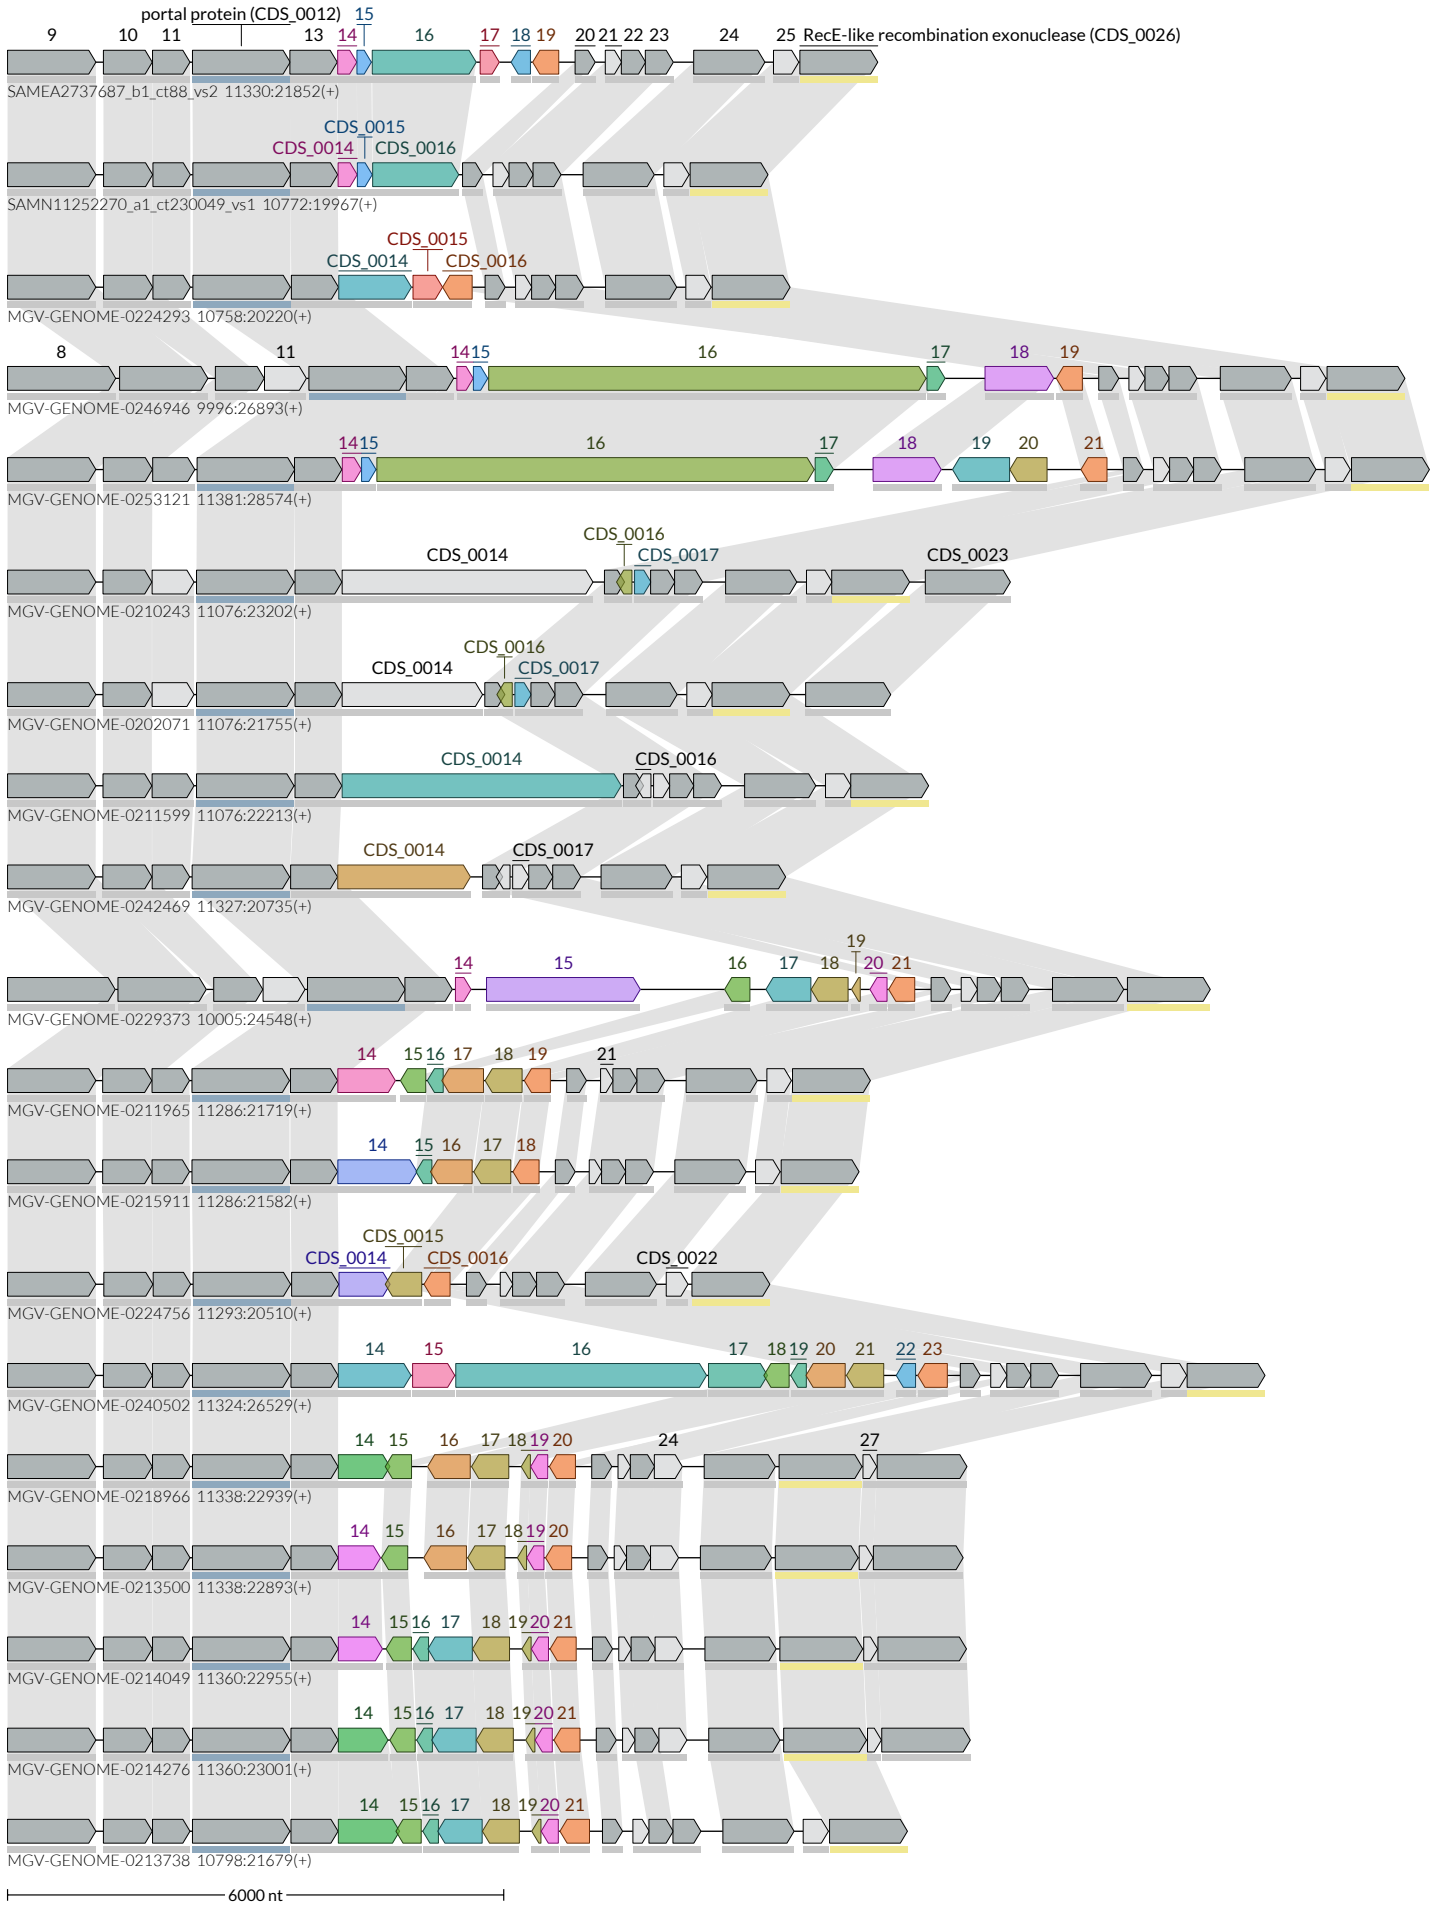 portal protein (CDS_0012) 15
9 10 11 13 14 16 17 18 19 20 21 22 23 24 25 RecE-like recombination exonuclease (CDS_0026)
SAMEA2737687_b1_ct88_vs2 11330:21852(+)
CDS_0015
CDS_0014 CDS_0016
SAMN11252270_a1_ct230049_vs1 10772:19967(+)
CDS_0015
CDS_0014 CDS_0016
MGV-GENOME-0224293 10758:20220(+)
8 11 14 15 16 17 18 19
MGV-GENOME-0246946 9996:26893(+)
14 15 16 17 18 19 20 21
MGV-GENOME-0253121 11381:28574(+)
CDS_0016
CDS_0014 CDS_0017 CDS_0023
MGV-GENOME-0210243 11076:23202(+)
CDS_0016
CDS_0014 CDS_0017
MGV-GENOME-0202071 11076:21755(+)
CDS_0014 CDS_0016
MGV-GENOME-0211599 11076:22213(+)
CDS_0014 CDS_0017
MGV-GENOME-0242469 11327:20735(+)
19
14 15 16 17 18 20 21
MGV-GENOME-0229373 10005:24548(+)
14 15 16 17 18 19 21
MGV-GENOME-0211965 11286:21719(+)
14 15 16 17 18
MGV-GENOME-0215911 11286:21582(+)
CDS_0015
CDS_0014 CDS_0016 CDS_0022
MGV-GENOME-0224756 11293:20510(+)
14 15 16 17 18 19 20 21 22 23
MGV-GENOME-0240502 11324:26529(+)
14 15 16 17 18 19 20 24 27
MGV-GENOME-0218966 11338:22939(+)
14 15 16 17 18 19 20
MGV-GENOME-0213500 11338:22893(+)
14 15 16 17 18 19 20 21
MGV-GENOME-0214049 11360:22955(+)
14 15 16 17 18 19 20 21
MGV-GENOME-0214276 11360:23001(+)
14 15 16 17 18 19 20 21
MGV-GENOME-0213738 10798:21679(+)
6000 nt